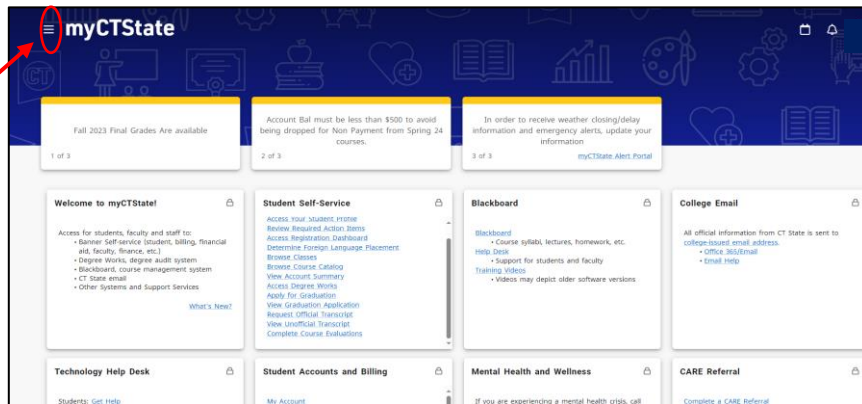 myCTState
CT
Fall 2023 Final Grades Are available
1 of 3
Account Bal must be less than $500 to avoid
being dropped for Non Payment from Spring 24
courses.
2 of 3
In order to receive weather closing/delay
information and emergency alerts, update your
information
3 of 3 myCTState Alert Portal
Welcome to myCTState!
Access for students, faculty and staff to:
• Banner Self-service (student, billing, financial
aid, faculty, finance, etc.)
• Degree Works, degree audit system
• Blackboard, course management system
• CT State email
• Other Systems and Support Services
What's New?
Student Self-Service
Access Your Student Profile
Review Required Action Items
Access Registration Dashboard
Determine Foreign Language Placement
Browse Classes
Browse Course Catalog
View Account Summary
Access Degree Works
Apply for Graduation
View Graduation Application
Request Official Transcript
View Unofficial Transcript
Complete Course Evaluations
Blackboard
Blackboard
• Course syllabi, lectures, homework, etc.
Help Desk
• Support for students and faculty
Training Videos
• Videos may depict older software versions
College Email
All official information from CT State is sent to
college-issued email address.
• Office 365/Email
• Email Help
Technology Help Desk
Students: Get Help
Student Accounts and Billing
My Account
Mental Health and Wellness
If you are experiencing a mental health crisis, call
CARE Referral
Complete a CARE Referral